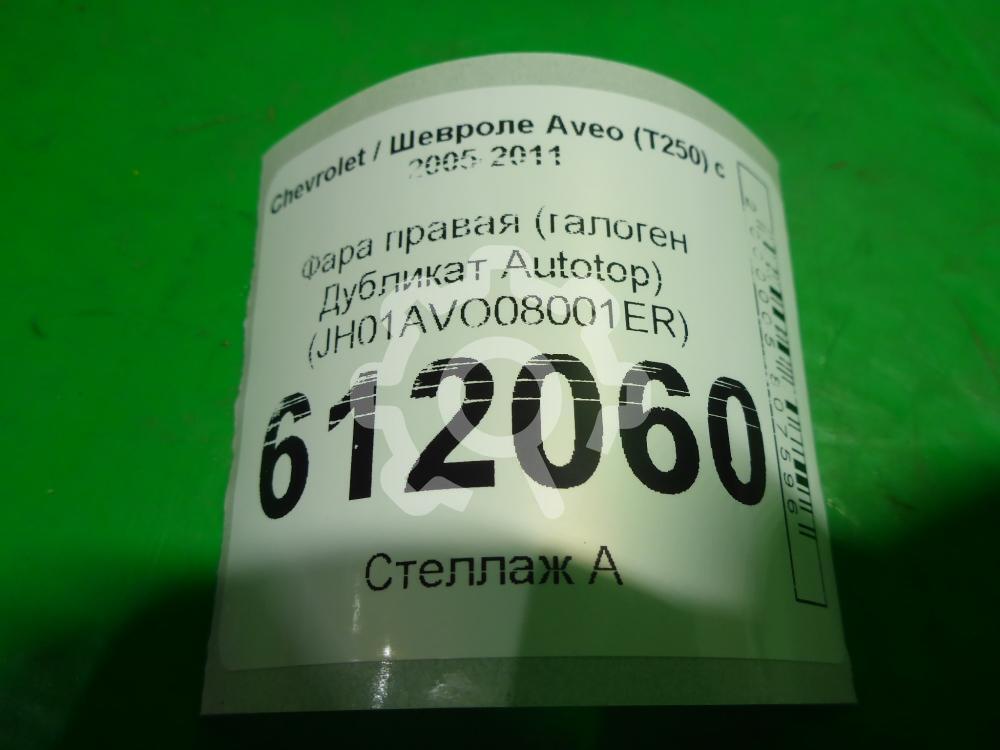 Chevrolet / Шевроле Aveo (T250) с
2005-2011
Фара правая (галоген
Дубликат Autotop)
(JH01AVO08001ER)
612060
Стеллаж А